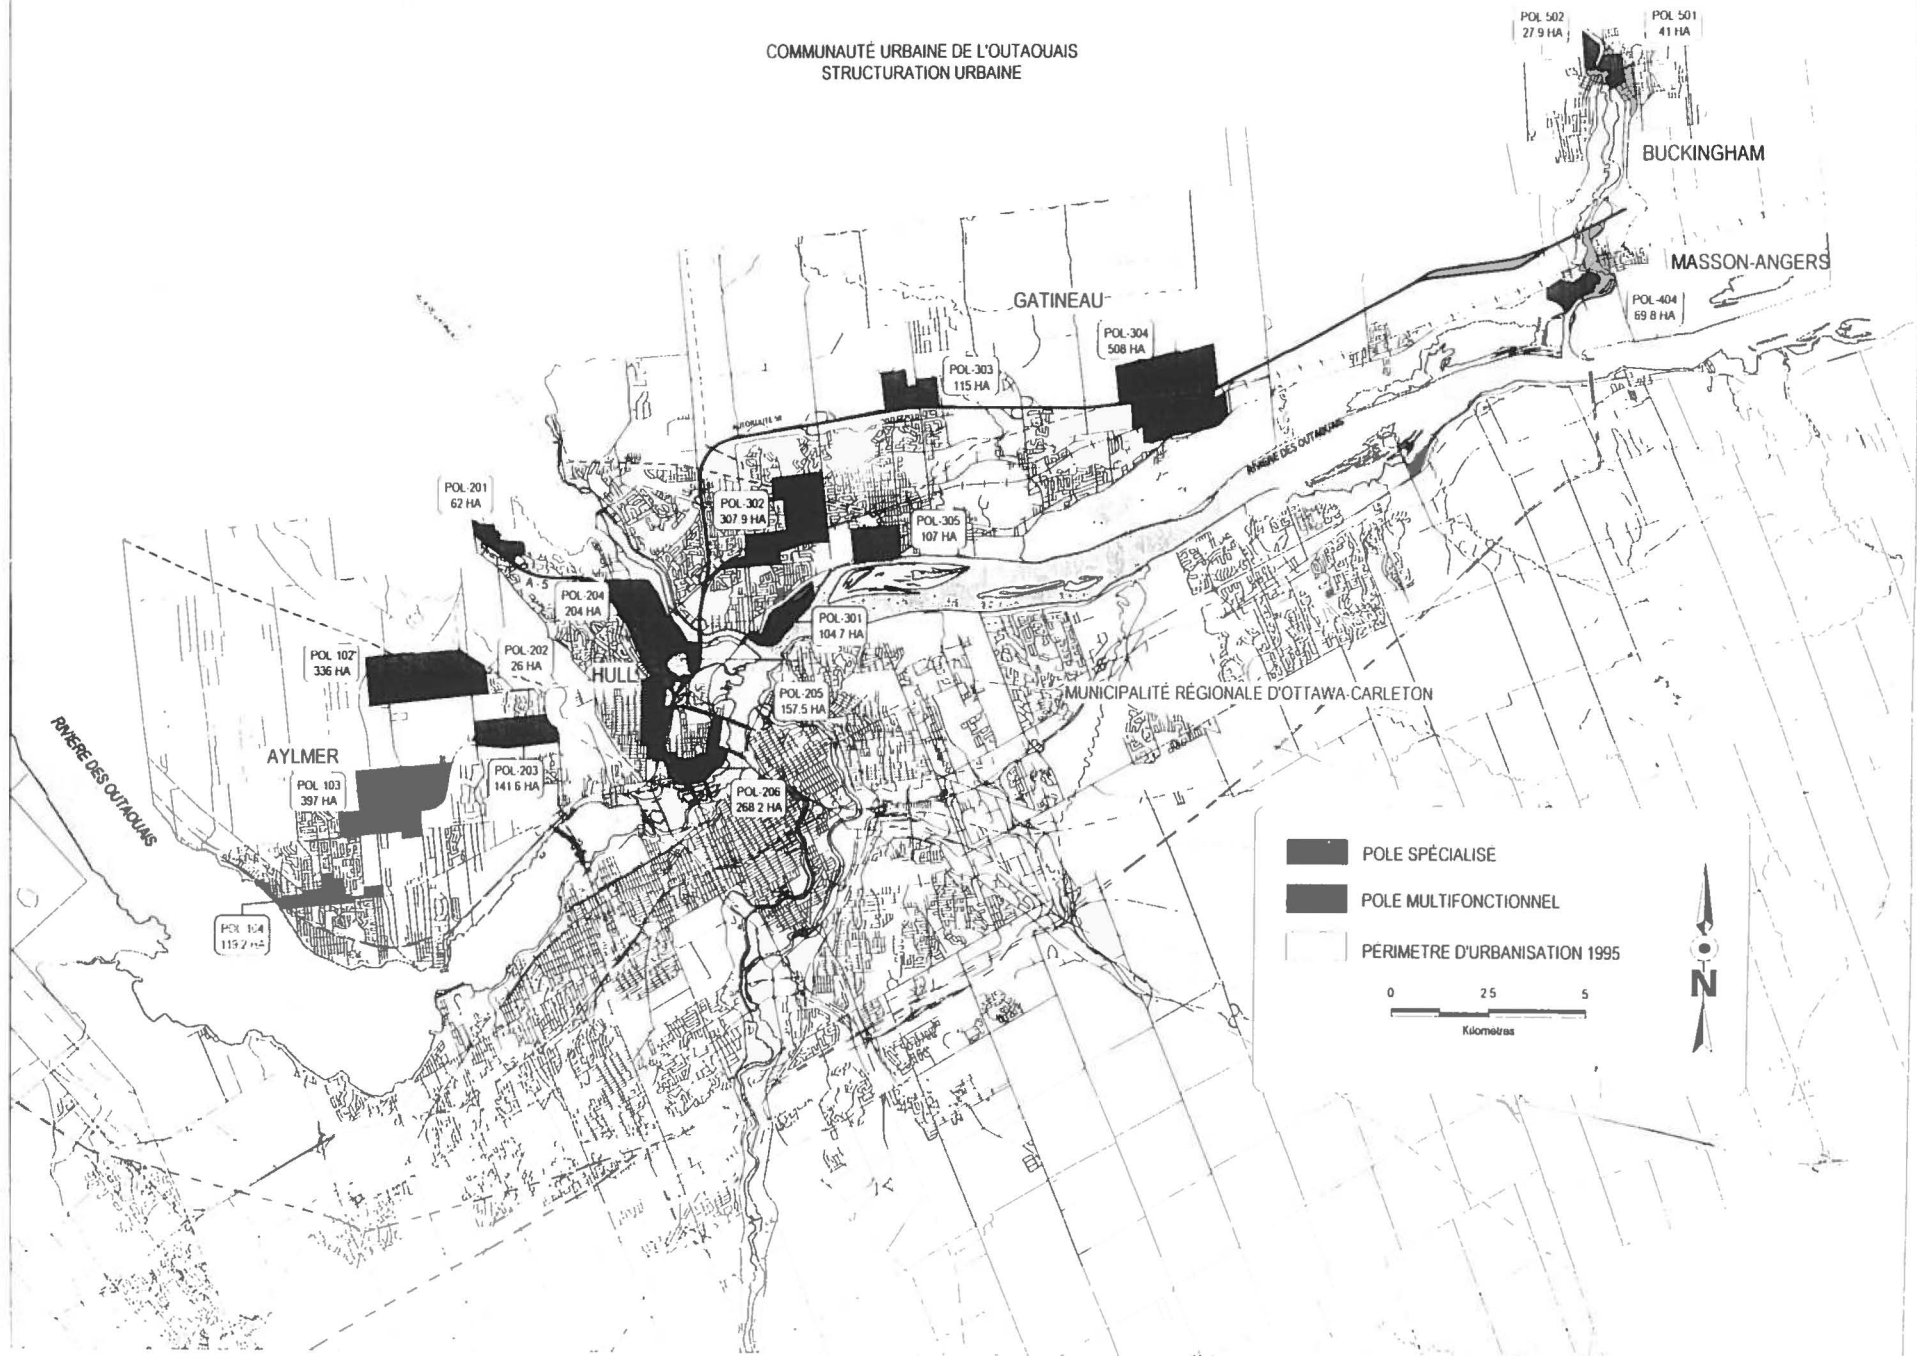 COMMUNAUTÉ URBAINE DE L'OUTAOUAIS
STRUCTURATION URBAINE
POL 502
27 9 HA
POL 501
41 HA
BUCKINGHAM
MASSON-ANGERS
POL-404
69 8 HA
GATINEAU
POL-304
508 HA
POL-303
115 HA
AUTOROUTE 50
RIVIERE DES OUTAOUAIS
POL-201
62 HA
POL-302
307.9 HA
POL-305
107 HA
A - 5
POL-204
204 HA
POL-301
104 7 HA
POL 102
336 HA
POL-202
26 HA
HULL
POL-205
157.5 HA
MUNICIPALITÉ RÉGIONALE D'OTTAWA-CARLETON
RIVIERE DES OUTAOUAIS
AYLMER
POL 103
397 HA
POL-203
141 6 HA
POL-206
268 2 HA
POL 104
119.2 HA
POLE SPÉCIALISÉ
POLE MULTIFONCTIONNEL
PÉRIMETRE D'URBANISATION 1995
0 2 5 5
Kilomètres
N